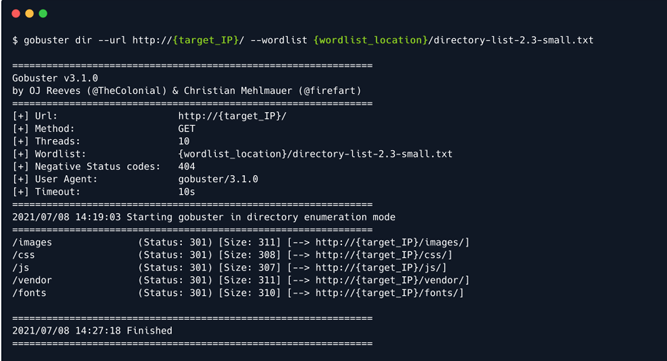 $ gobuster dir --url http://{target_IP}/ --wordlist {wordlist_location}/directory-list-2.3-small.txt
===============================================================
Gobuster v3.1.0
by OJ Reeves (@TheColonial) & Christian Mehlmauer (@firefart)
===============================================================
[+] Url:                     http://{target_IP}/
[+] Method:                  GET
[+] Threads:                 10
[+] Wordlist:                {wordlist_location}/directory-list-2.3-small.txt
[+] Negative Status codes:   404
[+] User Agent:              gobuster/3.1.0
[+] Timeout:                 10s
===============================================================
2021/07/08 14:19:03 Starting gobuster in directory enumeration mode
===============================================================
/images               (Status: 301) [Size: 311] [--> http://{target_IP}/images/]
/css                  (Status: 301) [Size: 308] [--> http://{target_IP}/css/]
/js                   (Status: 301) [Size: 307] [--> http://{target_IP}/js/]
/vendor               (Status: 301) [Size: 311] [--> http://{target_IP}/vendor/]
/fonts                (Status: 301) [Size: 310] [--> http://{target_IP}/fonts/]
===============================================================
2021/07/08 14:27:18 Finished
===============================================================